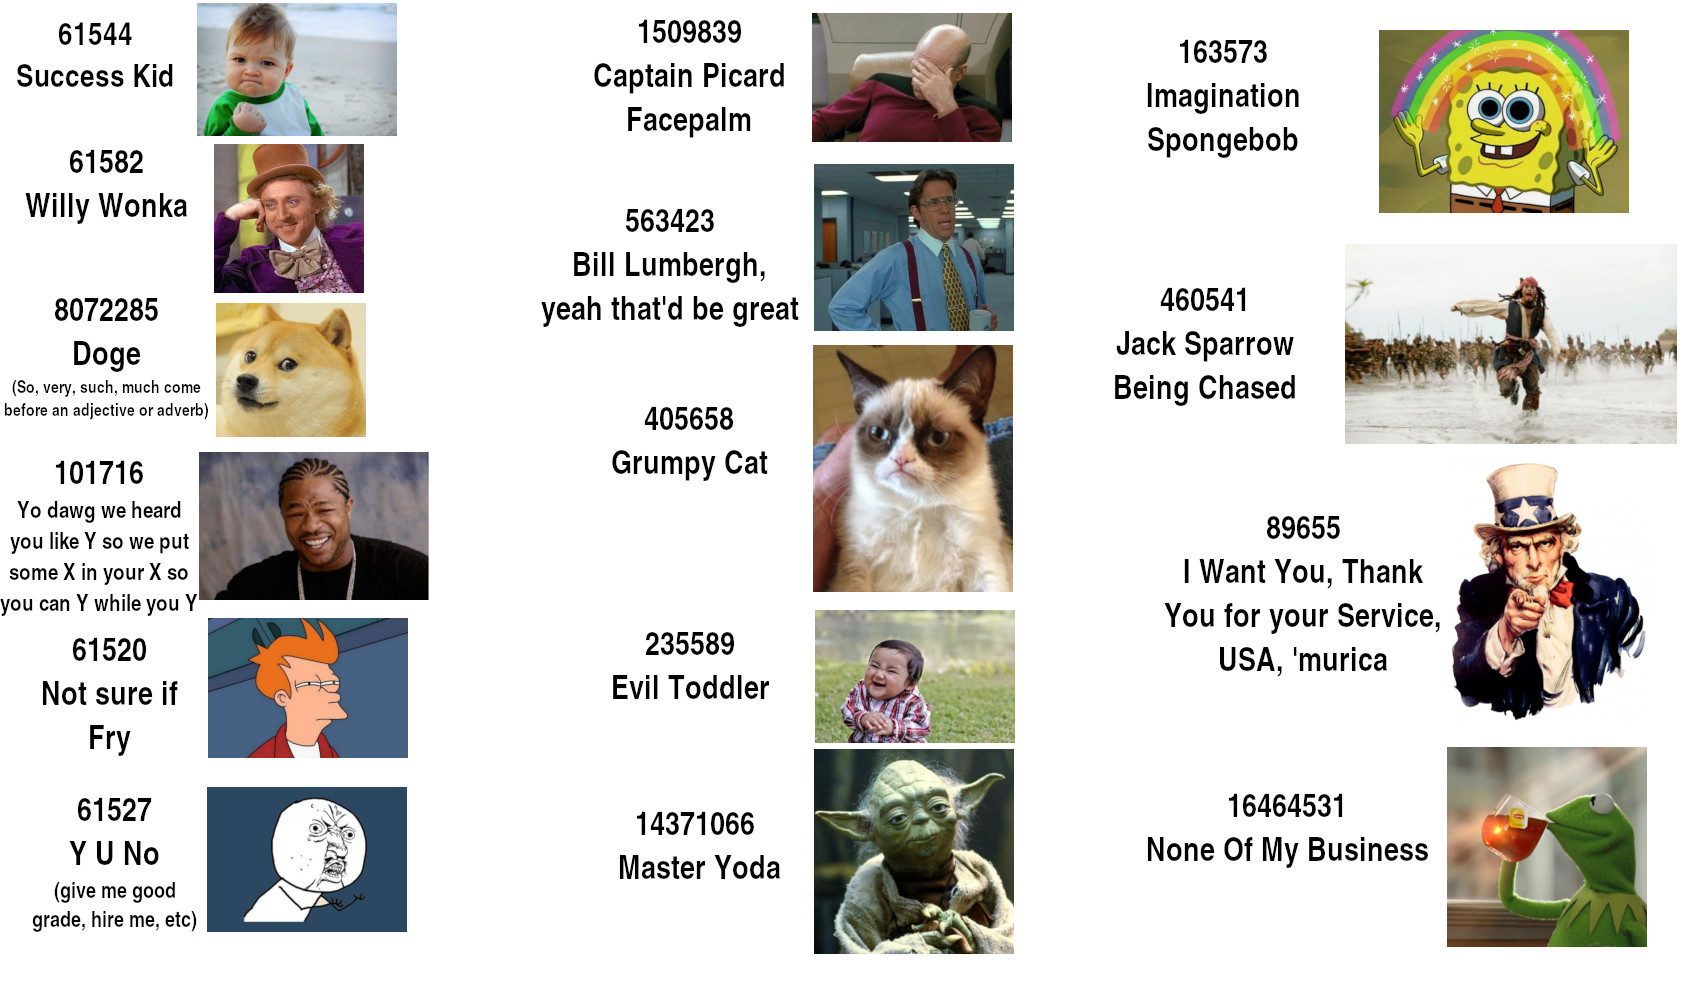 61544
Success Kid
61582
Willy Wonka
8072285
Doge
(So, very, such, much come
before an adjective or adverb)
101716
Yo dawg we heard
you like Y so we put
some X in your X so
you can Y while you Y
61520
Not sure if
Fry
61527
Y U No
(give me good
grade, hire me, etc)
1509839
Captain Picard
Facepalm
563423
Bill Lumbergh,
yeah that'd be great
405658
Grumpy Cat
235589
Evil Toddler
14371066
Master Yoda
163573
Imagination
Spongebob
460541
Jack Sparrow
Being Chased
89655
I Want You, Thank
You for your Service,
USA, 'murica
16464531
None Of My Business